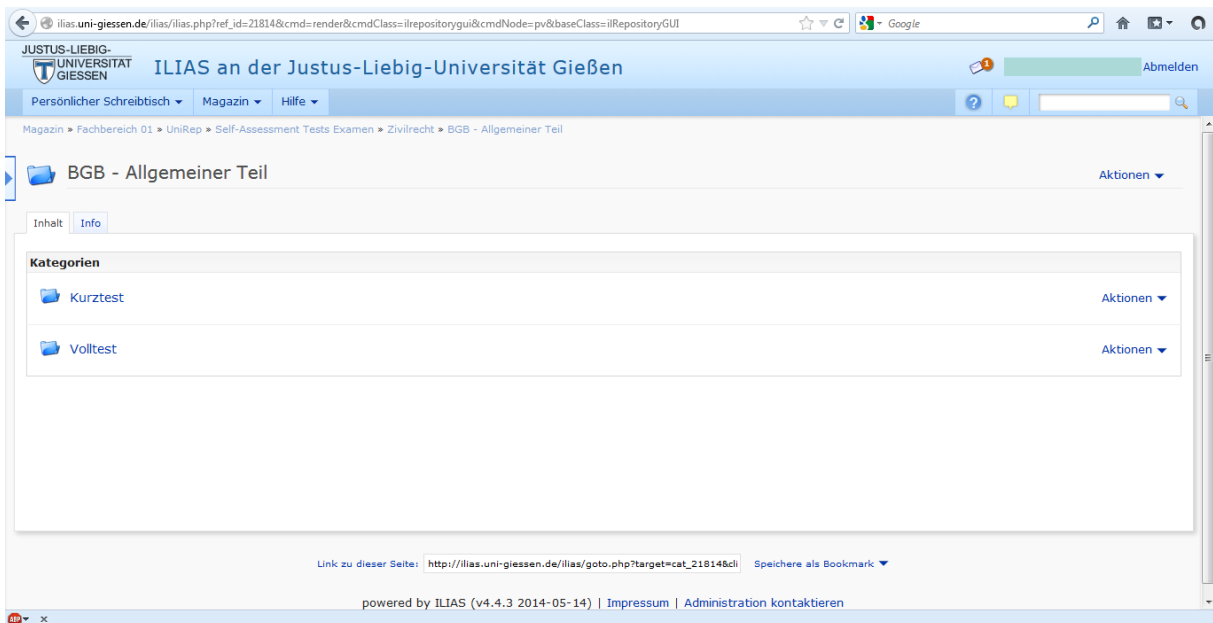 ilias.uni-giessen.de/ilias/ilias.php?ref_id=21814&cmd=render&cmdClass=ilrepositorygui&cmdNode=pv&baseClass=ilRepositoryGUI Google
JUSTUS-LIEBIG-
UNIVERSITÄT
GIESSEN
ILIAS an der Justus-Liebig-Universität Gießen
1
Abmelden
Persönlicher Schreibtisch Magazin Hilfe ?
Magazin » Fachbereich 01 » UniRep » Self-Assessment Tests Examen » Zivilrecht » BGB - Allgemeiner Teil
BGB - Allgemeiner Teil Aktionen
Inhalt Info
Kategorien
Kurztest Aktionen
Volltest Aktionen
Link zu dieser Seite: http://ilias.uni-giessen.de/ilias/goto.php?target=cat_21814&cli Speichere als Bookmark
powered by ILIAS (v4.4.3 2014-05-14) | Impressum | Administration kontaktieren
ABP x